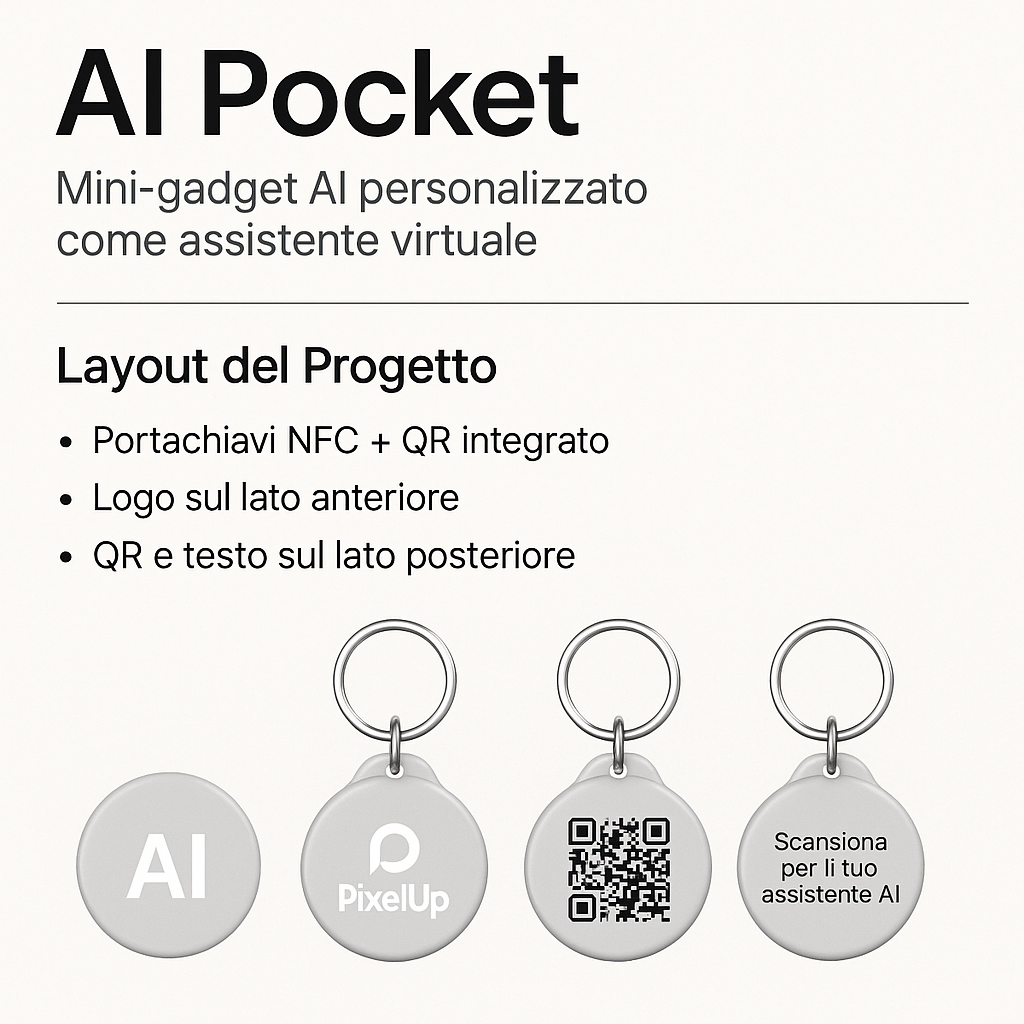 AI Pocket
Mini-gadget AI personalizzato
come assistente virtuale
Layout del Progetto
• Portachiavi NFC + QR integrato
• Logo sul lato anteriore
• QR e testo sul lato posteriore
AI
PixelUp
Scansiona
per li tuo
assistente AI